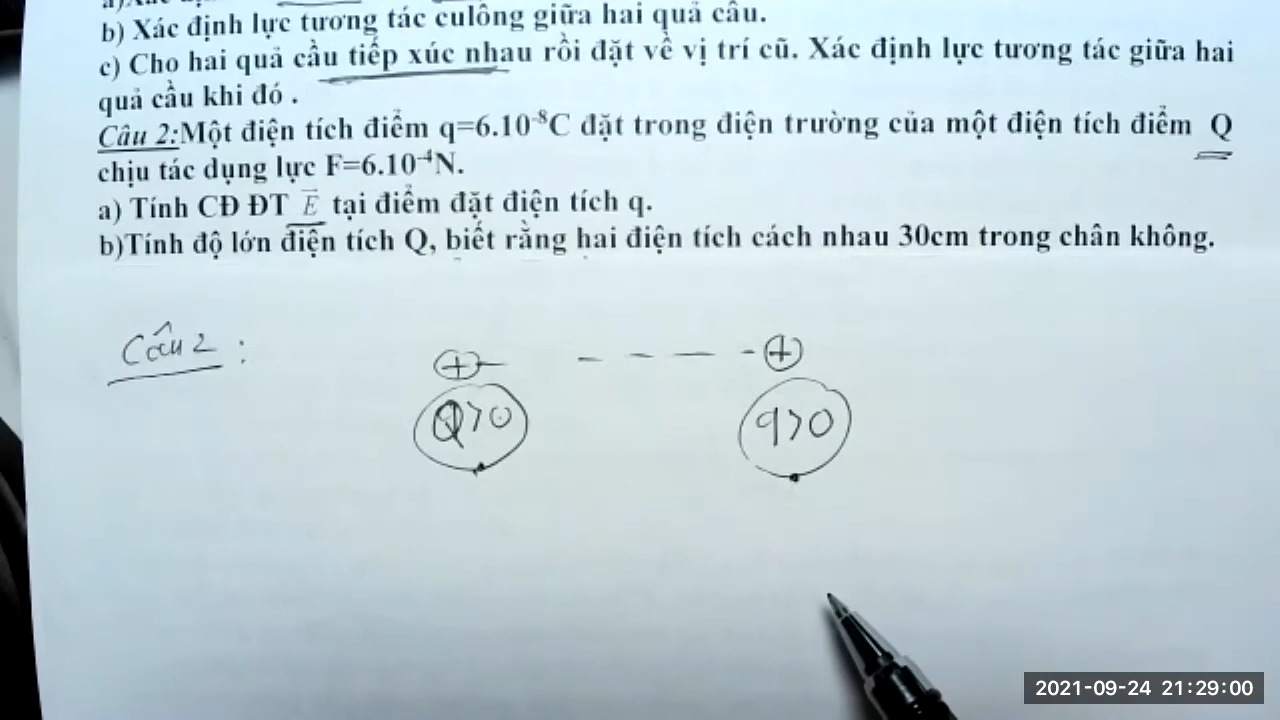 b) Xác định lực tương tác culông giữa hai quả cầu.
c) Cho hai quả cầu tiếp xúc nhau rồi đặt về vị trí cũ. Xác định lực tương tác giữa hai
quả cầu khi đó .
Câu 2:Một điện tích điểm q=6.10⁻⁸C đặt trong điện trường của một điện tích điểm Q
chịu tác dụng lực F=6.10⁻⁴N.
a) Tính CĐ ĐT E⃗ tại điểm đặt điện tích q.
b)Tính độ lớn điện tích Q, biết rằng hai điện tích cách nhau 30cm trong chân không.
Câu 2 :
+ - - - - - +
Q>0 q>0
2021-09-24 21:29:00